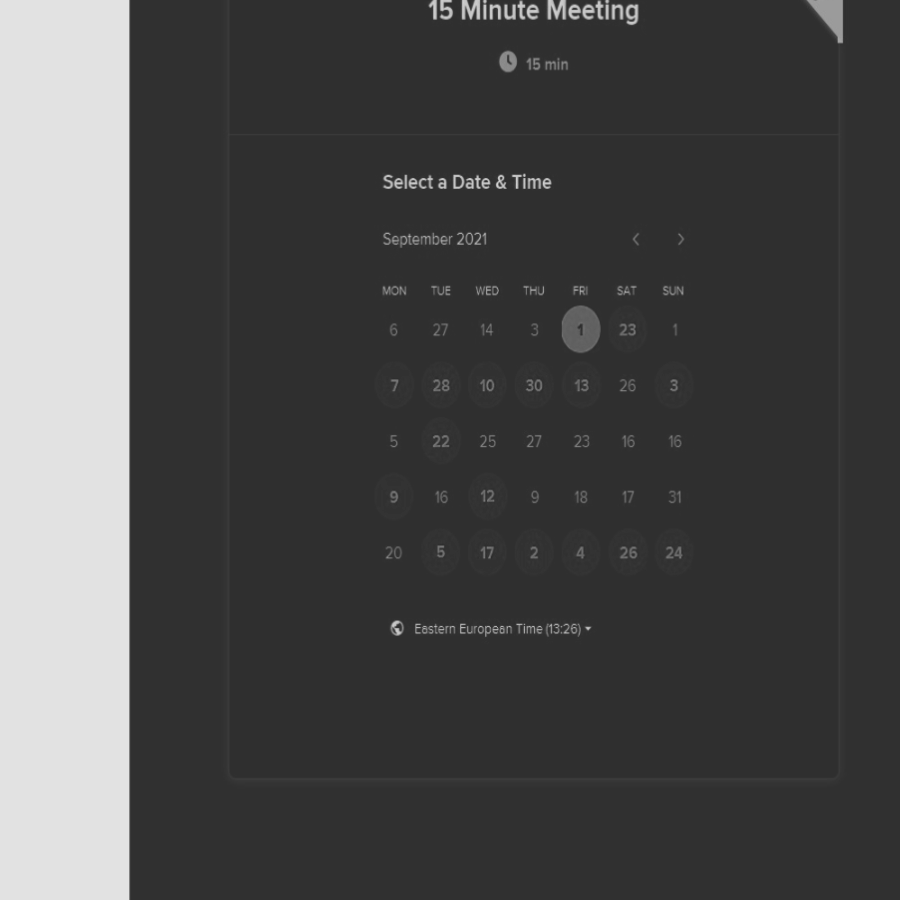 15 Minute Meeting
15 min
Select a Date & Time
September 2021
MON TUE WED THU FRI SAT SUN
6 27 14 3 1 23 1
7 28 10 30 13 26 3
5 22 25 27 23 16 16
9 16 12 9 18 17 31
20 5 17 2 4 26 24
Eastern European Time (13:26)